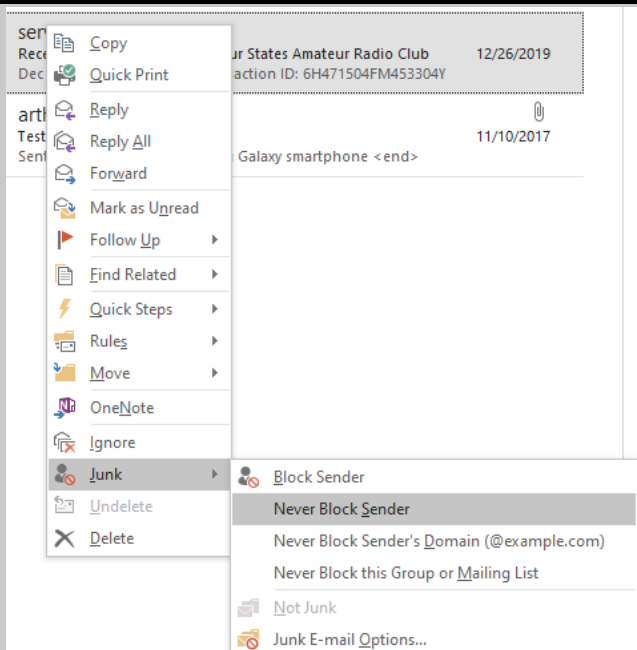 ser
Rece ur States Amateur Radio Club 12/26/2019
Dec action ID: 6H471504FM453304Y
art
Test 11/10/2017
Sent Galaxy smartphone <end>
Copy
Quick Print
Reply
Reply All
Forward
Mark as Unread
Follow Up
Find Related
Quick Steps
Rules
Move
OneNote
Ignore
Junk
Undelete
Delete
Block Sender
Never Block Sender
Never Block Sender's Domain (@example.com)
Never Block this Group or Mailing List
Not Junk
Junk E-mail Options...